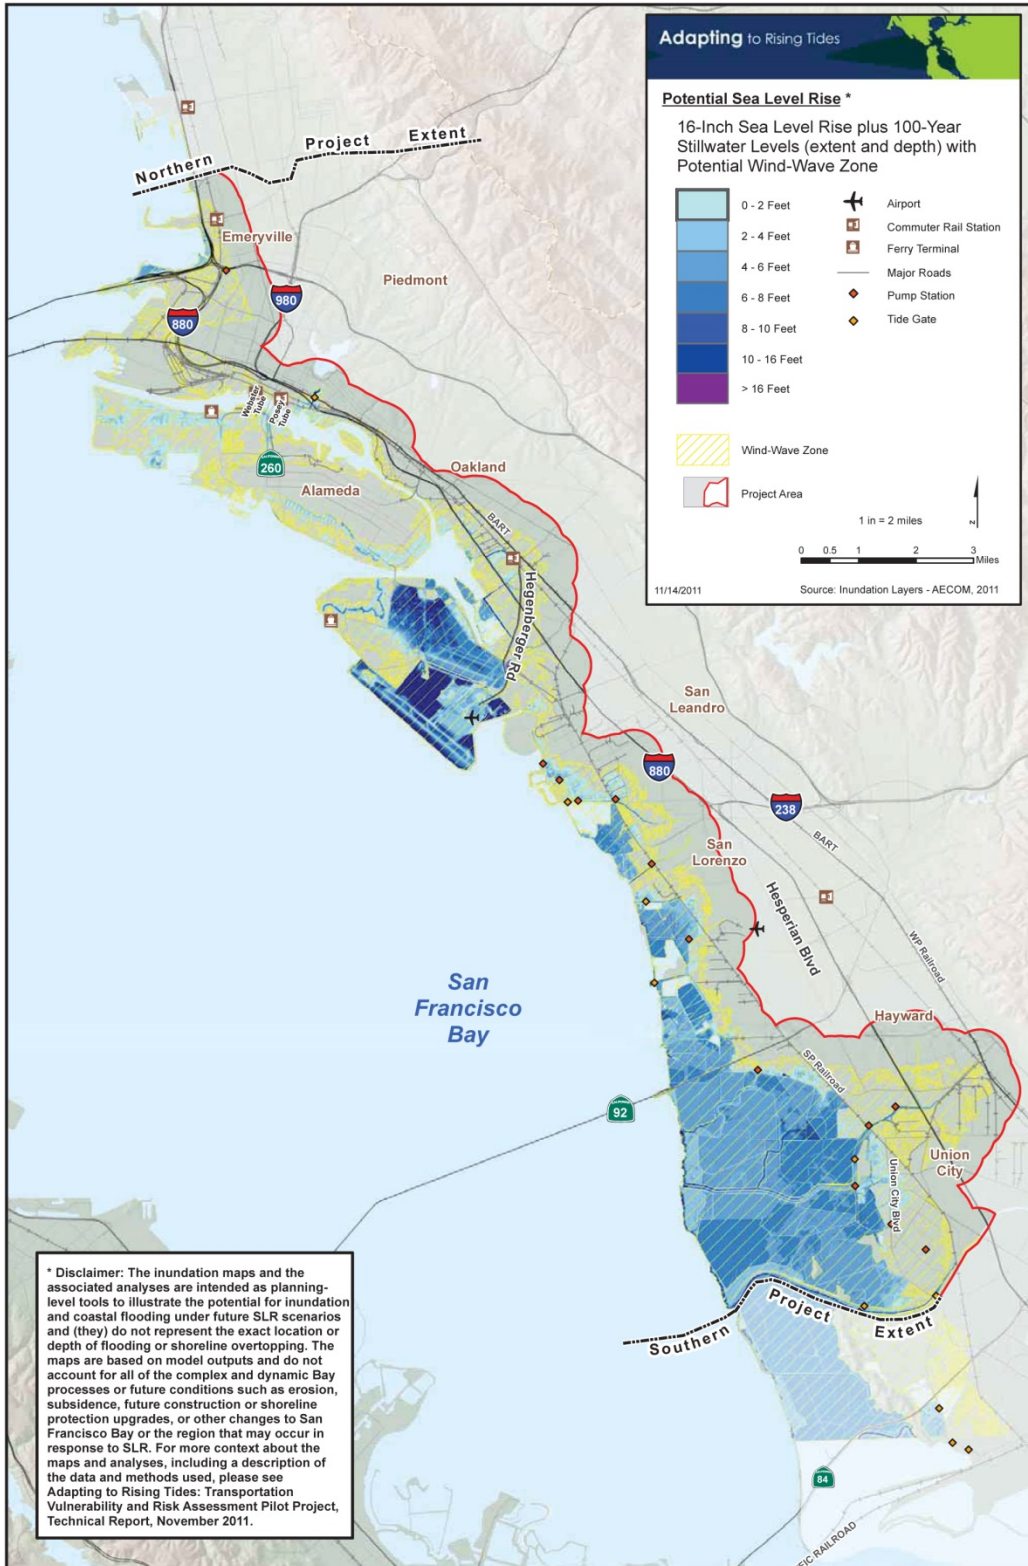 Adapting to Rising Tides
Potential Sea Level Rise *
16-Inch Sea Level Rise plus 100-Year
Stillwater Levels (extent and depth) with
Potential Wind-Wave Zone
0 - 2 Feet
2 - 4 Feet
4 - 6 Feet
6 - 8 Feet
8 - 10 Feet
10 - 16 Feet
> 16 Feet
Airport
Commuter Rail Station
Ferry Terminal
Major Roads
Pump Station
Tide Gate
Wind-Wave Zone
Project Area
1 in = 2 miles
N
0 0.5 1 2 3
Miles
11/14/2011
Source: Inundation Layers - AECOM, 2011
Northern Project Extent
Emeryville
Piedmont
980
880
Webster
Tube
Posey
Tube
260
Alameda
Oakland
BART
Hegenberger Rd
San
Leandro
880
238
BART
San
Lorenzo
Hesperian Blvd
WP Railroad
San
Francisco
Bay
Hayward
SP Railroad
92
Union
City
Union City Blvd
Southern Project Extent
84
FIC RAILROAD
* Disclaimer: The inundation maps and the
associated analyses are intended as planning-
level tools to illustrate the potential for inundation
and coastal flooding under future SLR scenarios
and (they) do not represent the exact location or
depth of flooding or shoreline overtopping. The
maps are based on model outputs and do not
account for all of the complex and dynamic Bay
processes or future conditions such as erosion,
subsidence, future construction or shoreline
protection upgrades, or other changes to San
Francisco Bay or the region that may occur in
response to SLR. For more context about the
maps and analyses, including a description of
the data and methods used, please see
Adapting to Rising Tides: Transportation
Vulnerability and Risk Assessment Pilot Project,
Technical Report, November 2011.